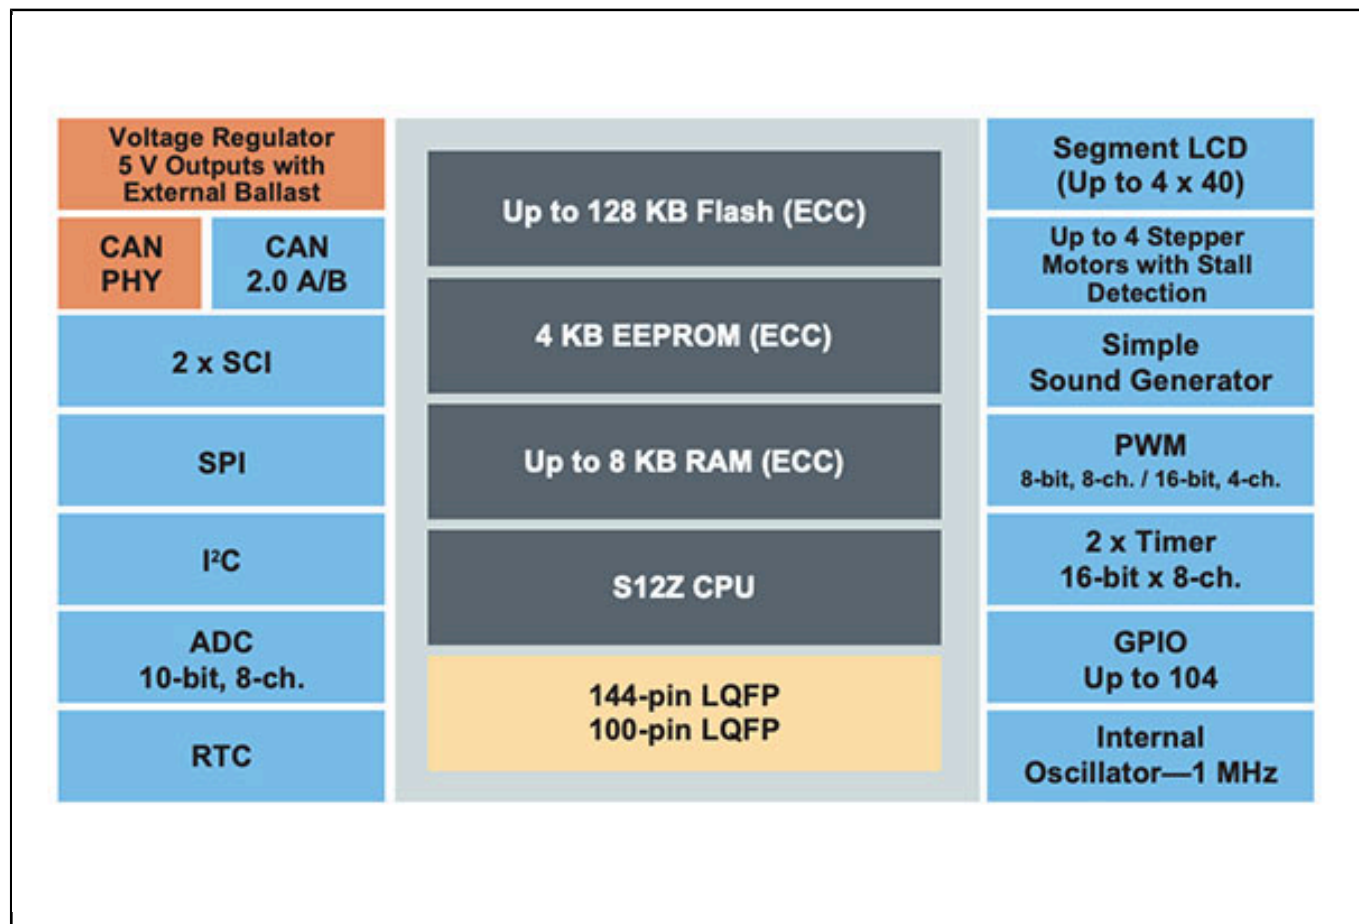 Voltage Regulator
5 V Outputs with
External Ballast
CAN
PHY
CAN
2.0 A/B
2 x SCI
SPI
I²C
ADC
10-bit, 8-ch.
RTC
Up to 128 KB Flash (ECC)
4 KB EEPROM (ECC)
Up to 8 KB RAM (ECC)
S12Z CPU
144-pin LQFP
100-pin LQFP
Segment LCD
(Up to 4 x 40)
Up to 4 Stepper
Motors with Stall
Detection
Simple
Sound Generator
PWM
8-bit, 8-ch. / 16-bit, 4-ch.
2 x Timer
16-bit x 8-ch.
GPIO
Up to 104
Internal
Oscillator—1 MHz